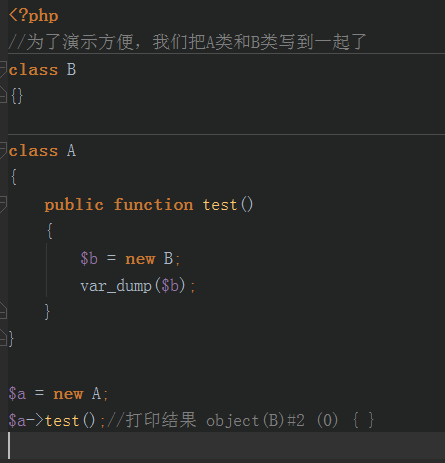 <?php
//为了演示方便，我们把A类和B类写到一起了
class B
{}
class A
{
    public function test()
    {
        $b = new B;
        var_dump($b);
    }
}
$a = new A;
$a->test();//打印结果 object(B)#2 (0) { }